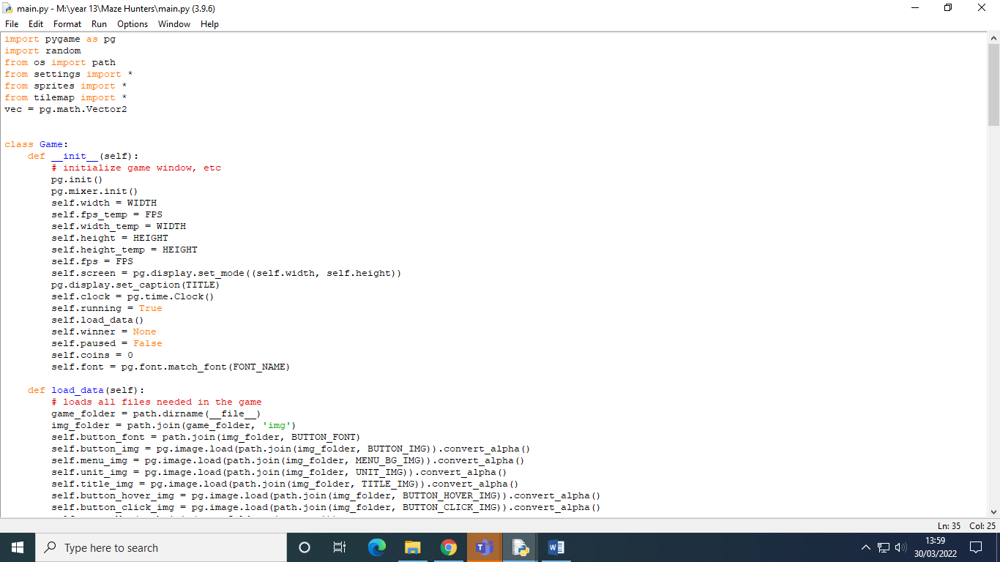 main.py - M:\year 13\Maze Hunters\main.py (3.9.6)
File Edit Format Run Options Window Help
import pygame as pg
import random
from os import path
from settings import *
from sprites import *
from tilemap import *
vec = pg.math.Vector2
class Game:
    def __init__(self):
        # initialize game window, etc
        pg.init()
        pg.mixer.init()
        self.width = WIDTH
        self.fps_temp = FPS
        self.width_temp = WIDTH
        self.height = HEIGHT
        self.height_temp = HEIGHT
        self.fps = FPS
        self.screen = pg.display.set_mode((self.width, self.height))
        pg.display.set_caption(TITLE)
        self.clock = pg.time.Clock()
        self.running = True
        self.load_data()
        self.winner = None
        self.paused = False
        self.coins = 0
        self.font = pg.font.match_font(FONT_NAME)
    def load_data(self):
        # loads all files needed in the game
        game_folder = path.dirname(__file__)
        img_folder = path.join(game_folder, 'img')
        self.button_font = path.join(img_folder, BUTTON_FONT)
        self.button_img = pg.image.load(path.join(img_folder, BUTTON_IMG)).convert_alpha()
        self.menu_img = pg.image.load(path.join(img_folder, MENU_BG_IMG)).convert_alpha()
        self.unit_img = pg.image.load(path.join(img_folder, UNIT_IMG)).convert_alpha()
        self.title_img = pg.image.load(path.join(img_folder, TITLE_IMG)).convert_alpha()
        self.button_hover_img = pg.image.load(path.join(img_folder, BUTTON_HOVER_IMG)).convert_alpha()
        self.button_click_img = pg.image.load(path.join(img_folder, BUTTON_CLICK_IMG)).convert_alpha()
Ln: 35 Col: 25
Type here to search
13:59
30/03/2022